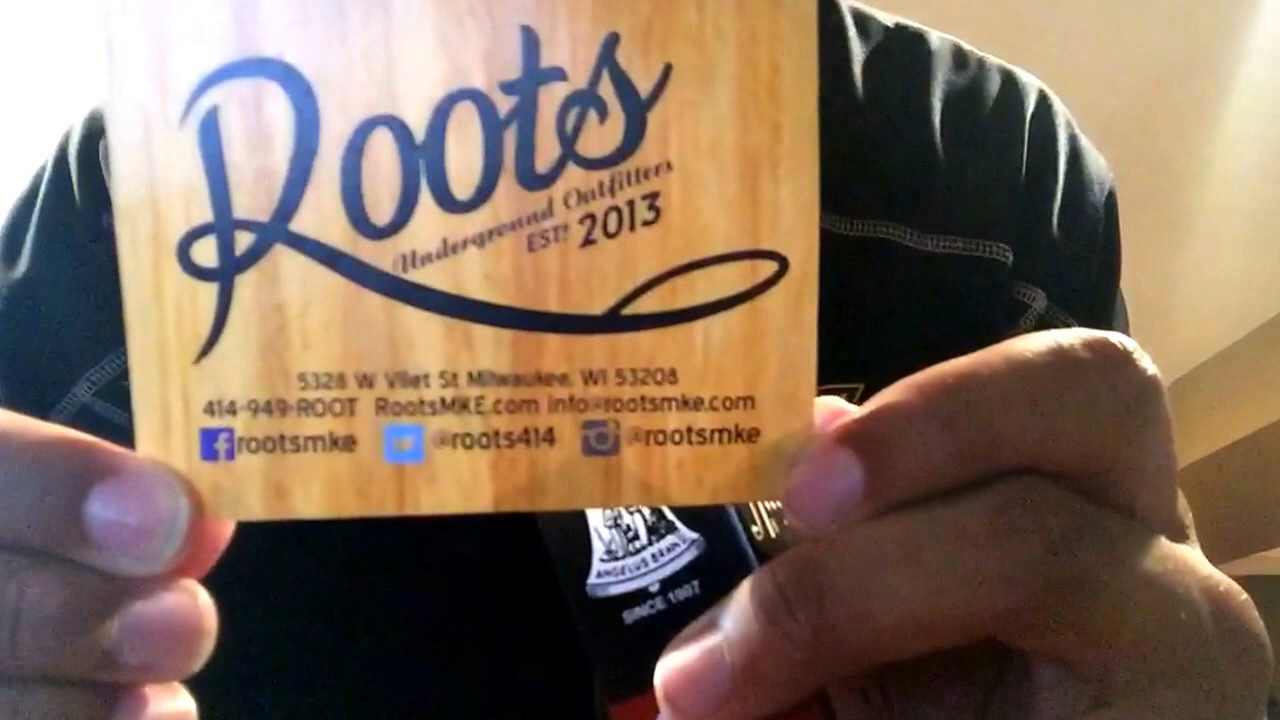 Roots
Underground Outfitters
EST! 2013
5328 W Vliet St Milwaukee, WI 53208
414-949-ROOT RootsMKE.com info@rootsmke.com
f rootsmke @roots414 @rootsmke
ANGELUS BRAND
SINCE 1907